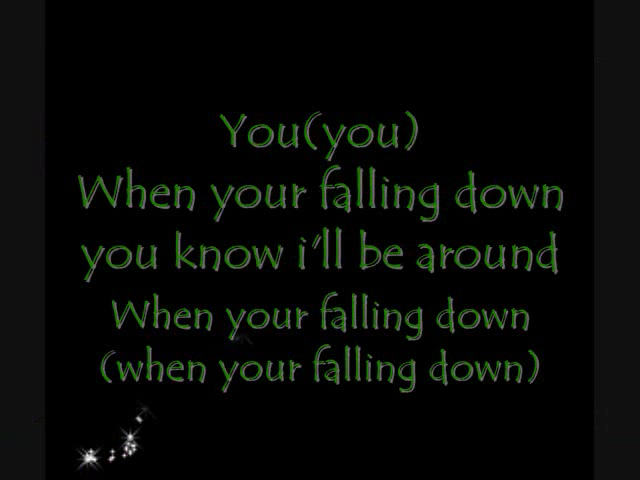 You(you)
When your falling down
you know i'll be around
When your falling down
(when your falling down)